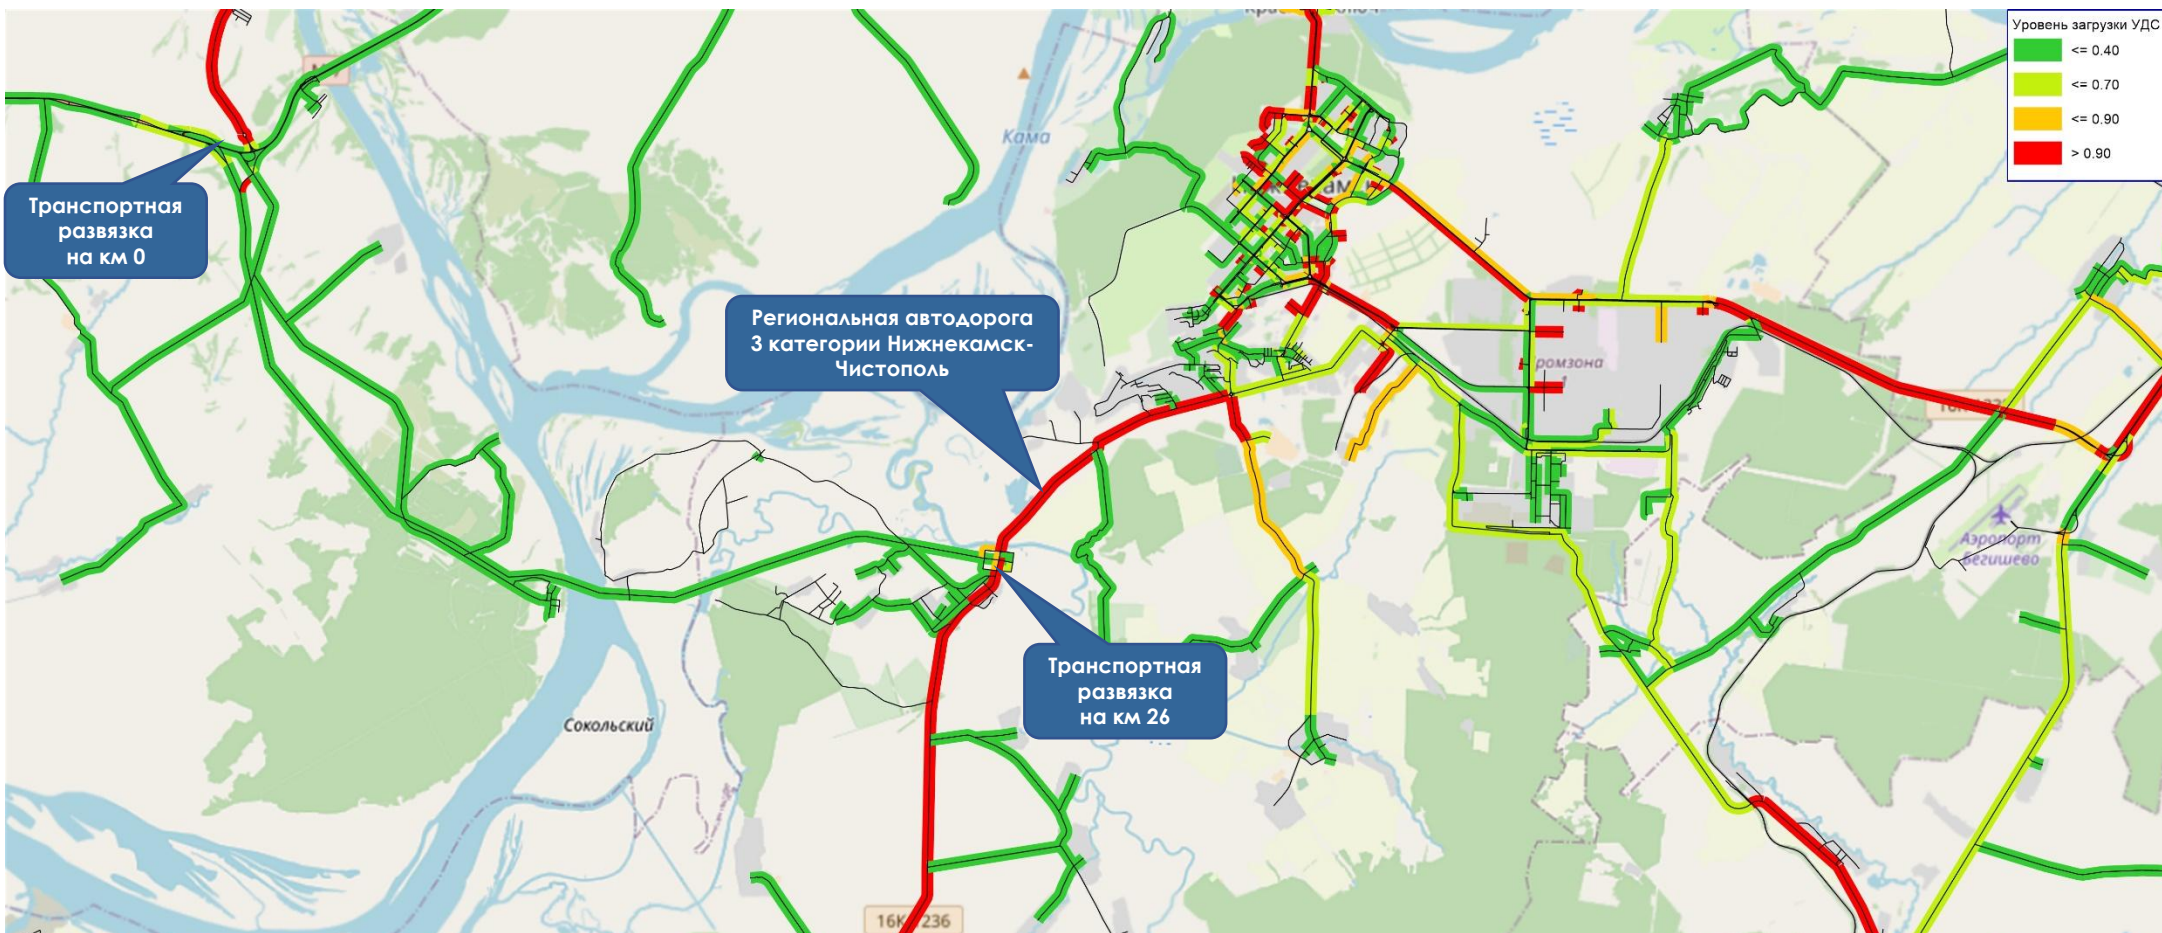 Уровень загрузки УДС
<= 0.40
<= 0.70
<= 0.90
> 0.90
Кама
Транспортная
развязка
на км 0
Региональная автодорога
3 категории Нижнекамск-
Чистополь
ромзона
Аэропорт
Бегишево
Транспортная
развязка
на км 26
Сокольский
16К 236